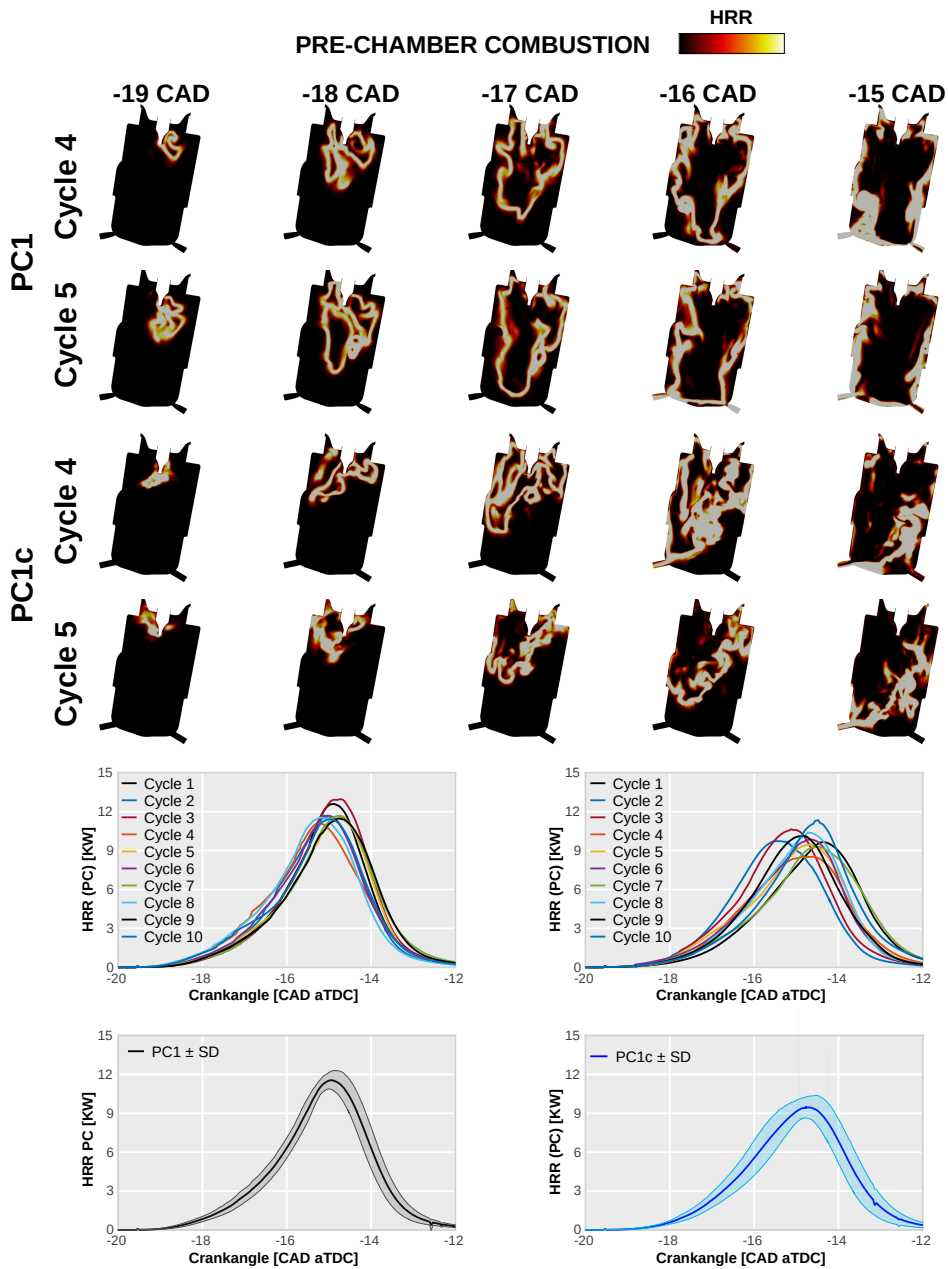 HRR
PRE-CHAMBER COMBUSTION
-19 CAD -18 CAD -17 CAD -16 CAD -15 CAD
PC1
Cycle 4
Cycle 5
PC1c
Cycle 4
Cycle 5
15
12
9
6
3
0
HRR (PC) [KW]
Cycle 1
Cycle 2
Cycle 3
Cycle 4
Cycle 5
Cycle 6
Cycle 7
Cycle 8
Cycle 9
Cycle 10
-20 -18 -16 -14 -12
Crankangle [CAD aTDC]
15
12
9
6
3
0
HRR (PC) [KW]
Cycle 1
Cycle 2
Cycle 3
Cycle 4
Cycle 5
Cycle 6
Cycle 7
Cycle 8
Cycle 9
Cycle 10
-20 -18 -16 -14 -12
Crankangle [CAD aTDC]
15
12
9
6
3
0
HRR PC [KW]
PC1 ± SD
-20 -18 -16 -14 -12
Crankangle [CAD aTDC]
15
12
9
6
3
0
HRR (PC) [KW]
PC1c ± SD
-20 -18 -16 -14 -12
Crankangle [CAD aTDC]